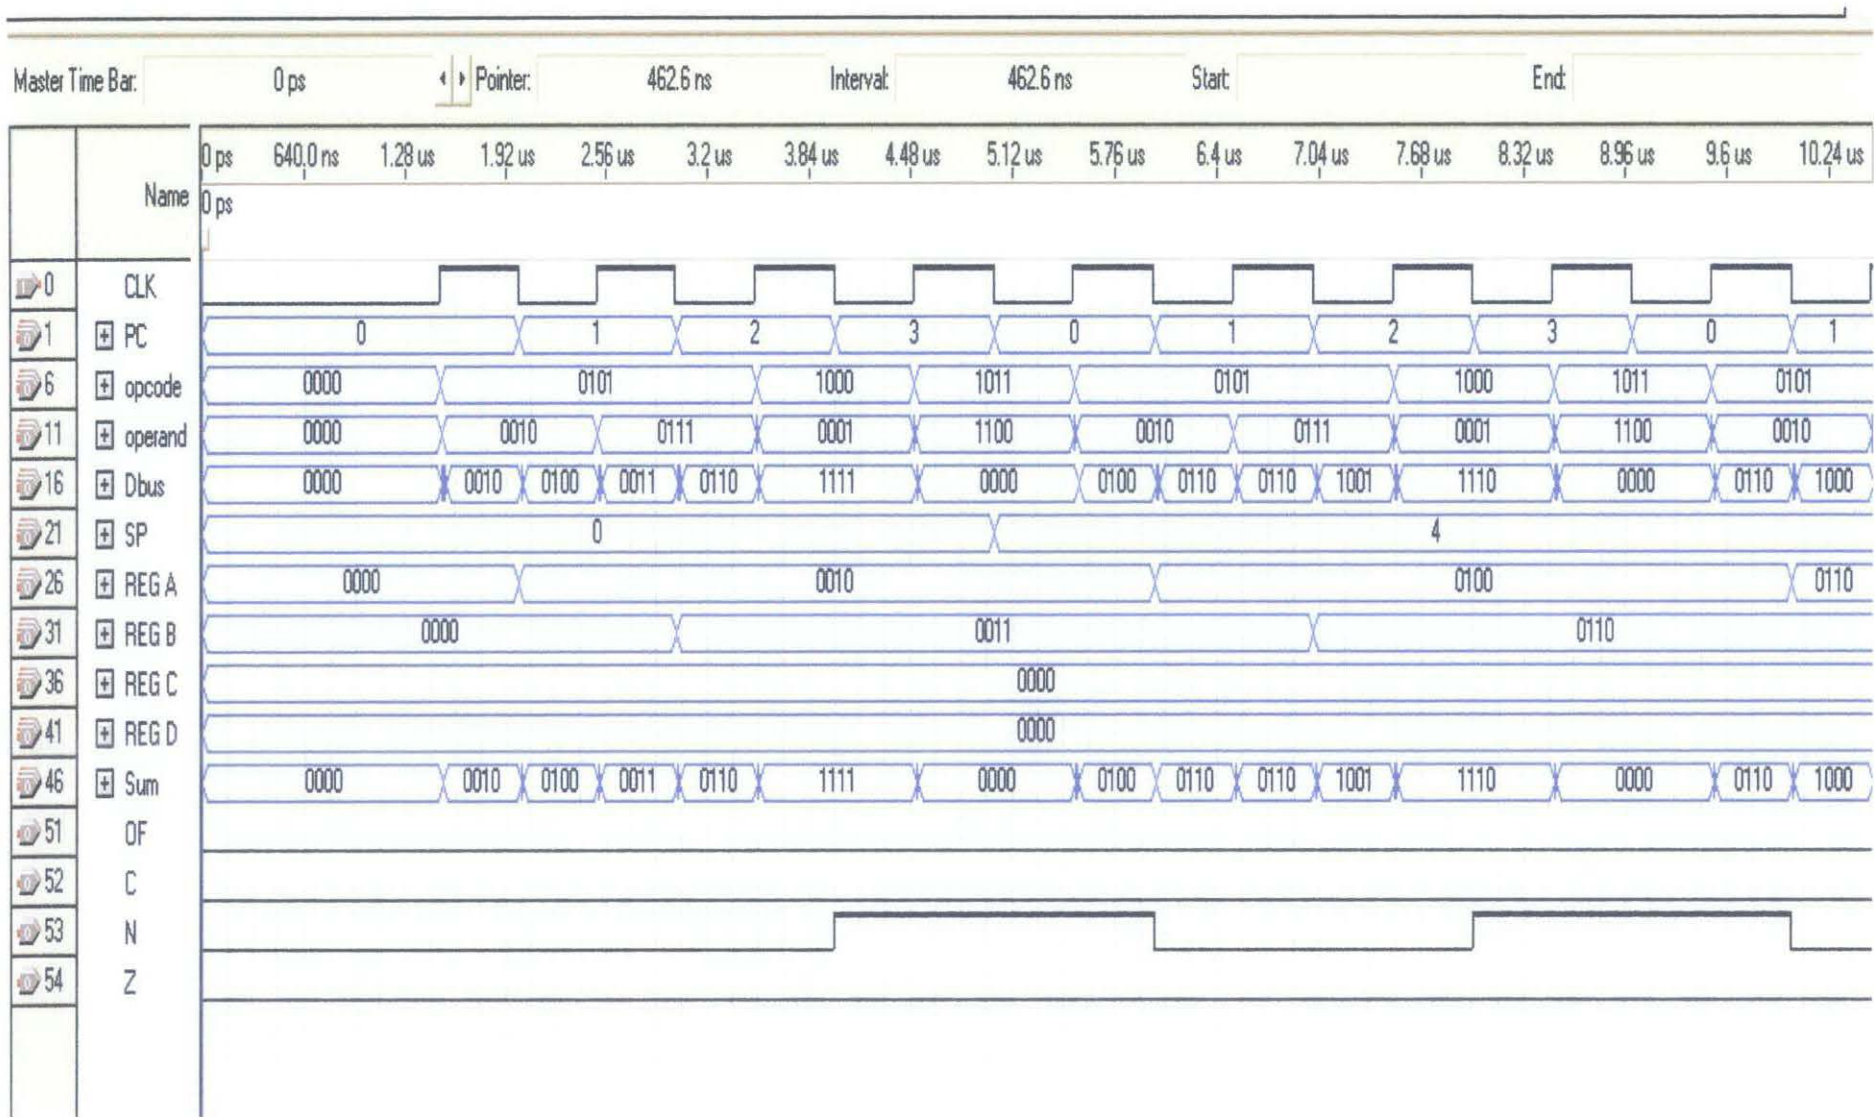 Master Time Bar: 0 ps Pointer: 462.6 ns Interval: 462.6 ns Start: End:
0 ps 640.0 ns 1.28 us 1.92 us 2.56 us 3.2 us 3.84 us 4.48 us 5.12 us 5.76 us 6.4 us 7.04 us 7.68 us 8.32 us 8.96 us 9.6 us 10.24 us
Name 0 ps
0 CLK
1 PC 0 1 2 3 0 1 2 3 0 1
6 opcode 0000 0101 1000 1011 0101 1000 1011 0101
11 operand 0000 0010 0111 0001 1100 0010 0111 0001 1100 0010
16 Dbus 0000 0010 0100 0011 0110 1111 0000 0100 0110 0110 1001 1110 0000 0110 1000
21 SP 0 4
26 REG A 0000 0010 0100 0110
31 REG B 0000 0011 0110
36 REG C 0000
41 REG D 0000
46 Sum 0000 0010 0100 0011 0110 1111 0000 0100 0110 0110 1001 1110 0000 0110 1000
51 OF
52 C
53 N
54 Z